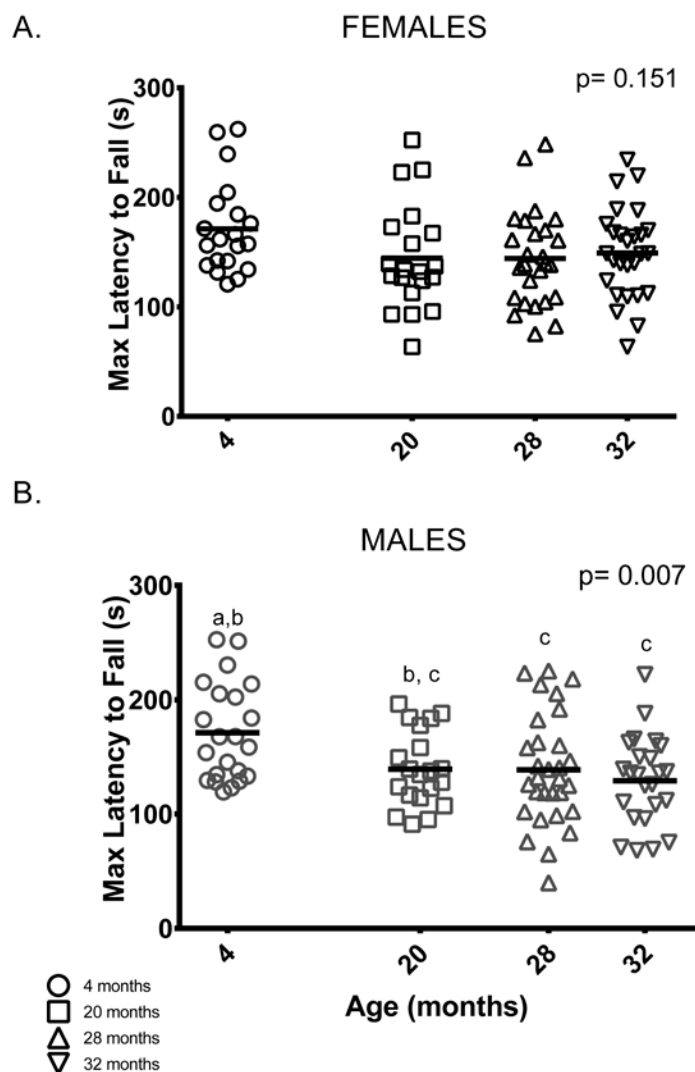 A.
FEMALES
p= 0.151
Max Latency to Fall (s)
300
200
100
0
4
20
28
32
B.
MALES
p= 0.007
Max Latency to Fall (s)
300
200
100
0
a,b
b, c
c
c
4
20
28
32
Age (months)
4 months
20 months
28 months
32 months